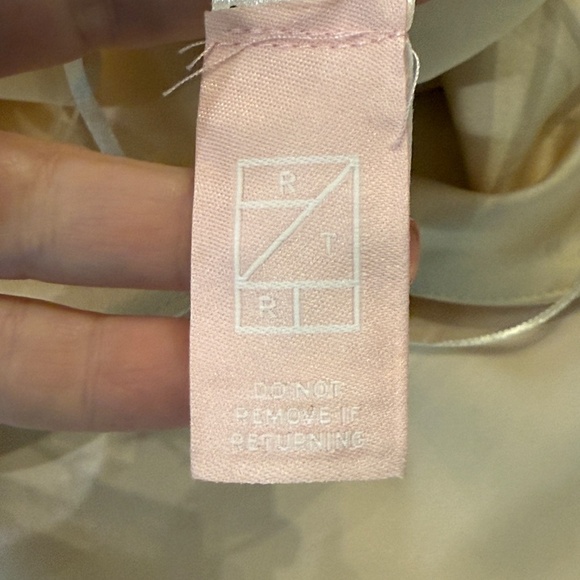 R
T
R
DO NOT
REMOVE IF
RETURNING